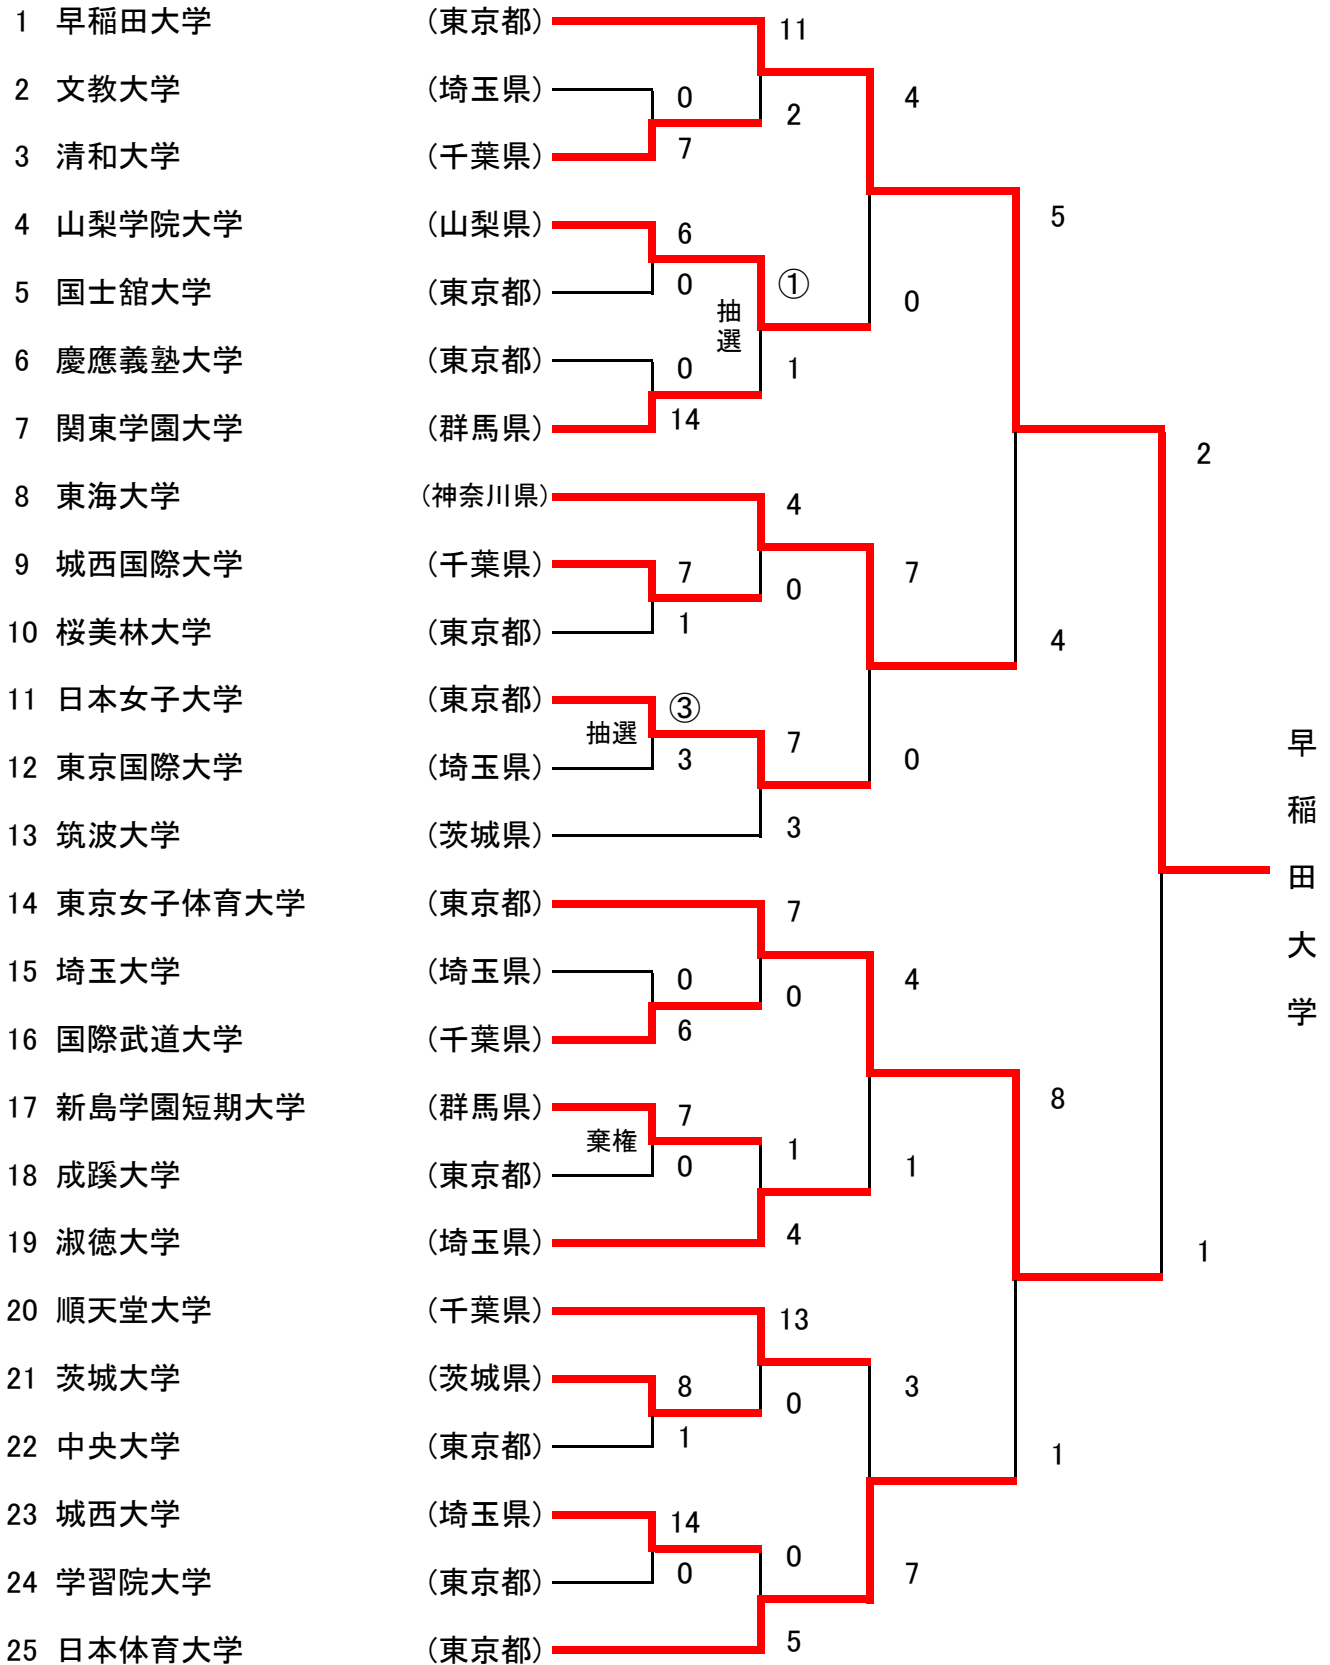 1 早稲田大学 (東京都) 11
2 文教大学 (埼玉県) 0 2 4
3 清和大学 (千葉県) 7
4 山梨学院大学 (山梨県) 6 5
5 国士舘大学 (東京都) 0 ① 0
抽選
6 慶應義塾大学 (東京都) 0 1
7 関東学園大学 (群馬県) 14 2
8 東海大学 (神奈川県) 4
9 城西国際大学 (千葉県) 7 0 7
10 桜美林大学 (東京都) 1 4
11 日本女子大学 (東京都) ③
抽選
12 東京国際大学 (埼玉県) 3 7 0
13 筑波大学 (茨城県) 3
早稲田大学
14 東京女子体育大学 (東京都) 7
15 埼玉大学 (埼玉県) 0 0 4
16 国際武道大学 (千葉県) 6
17 新島学園短期大学 (群馬県) 7 8
棄権
18 成蹊大学 (東京都) 0 1 1
19 淑徳大学 (埼玉県) 4 1
20 順天堂大学 (千葉県) 13
21 茨城大学 (茨城県) 8 0 3
22 中央大学 (東京都) 1 1
23 城西大学 (埼玉県) 14
24 学習院大学 (東京都) 0 0 7
25 日本体育大学 (東京都) 5